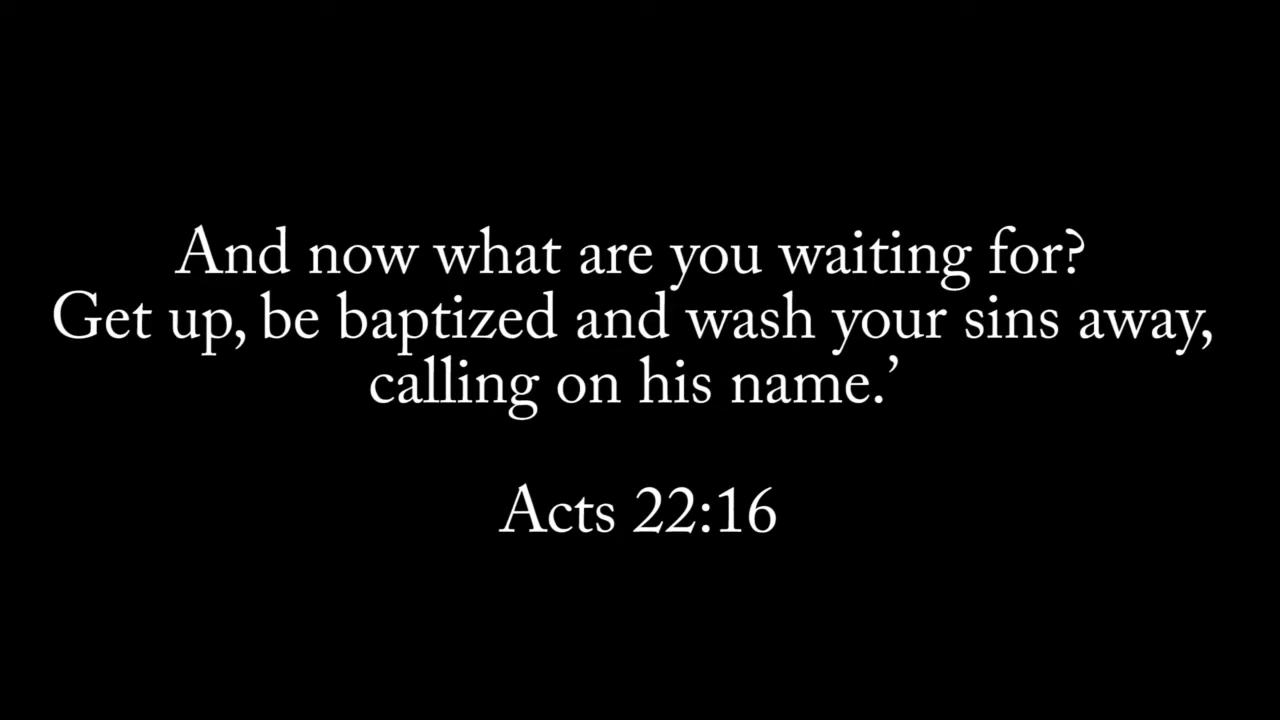 And now what are you waiting for?
Get up, be baptized and wash your sins away,
calling on his name.’
Acts 22:16